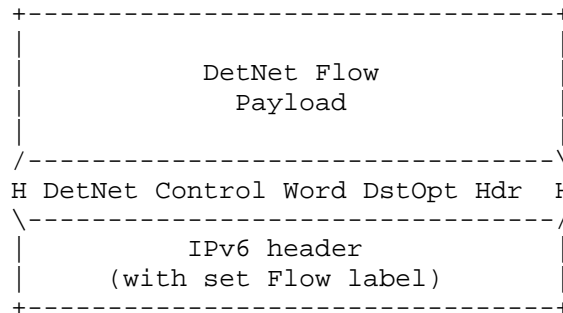 DetNet Flow
Payload
H DetNet Control Word DstOpt Hdr H
IPv6 header
(with set Flow label)